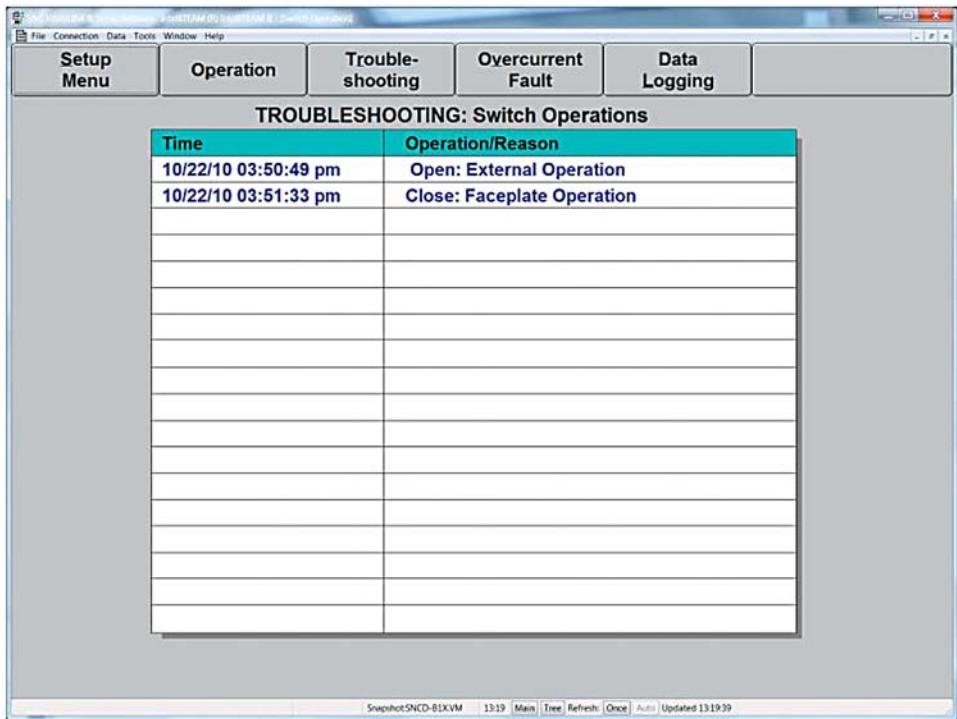 File Connection Data Tools Window Help
Setup Menu
Operation
Trouble-shooting
Overcurrent Fault
Data Logging
TROUBLESHOOTING: Switch Operations
Time Operation/Reason
10/22/10 03:50:49 pm Open: External Operation
10/22/10 03:51:33 pm Close: Faceplate Operation
Snapshot:SNCD-B1X.VM 13:19 Main Tree Refresh: Once Auto Updated 13:19:39